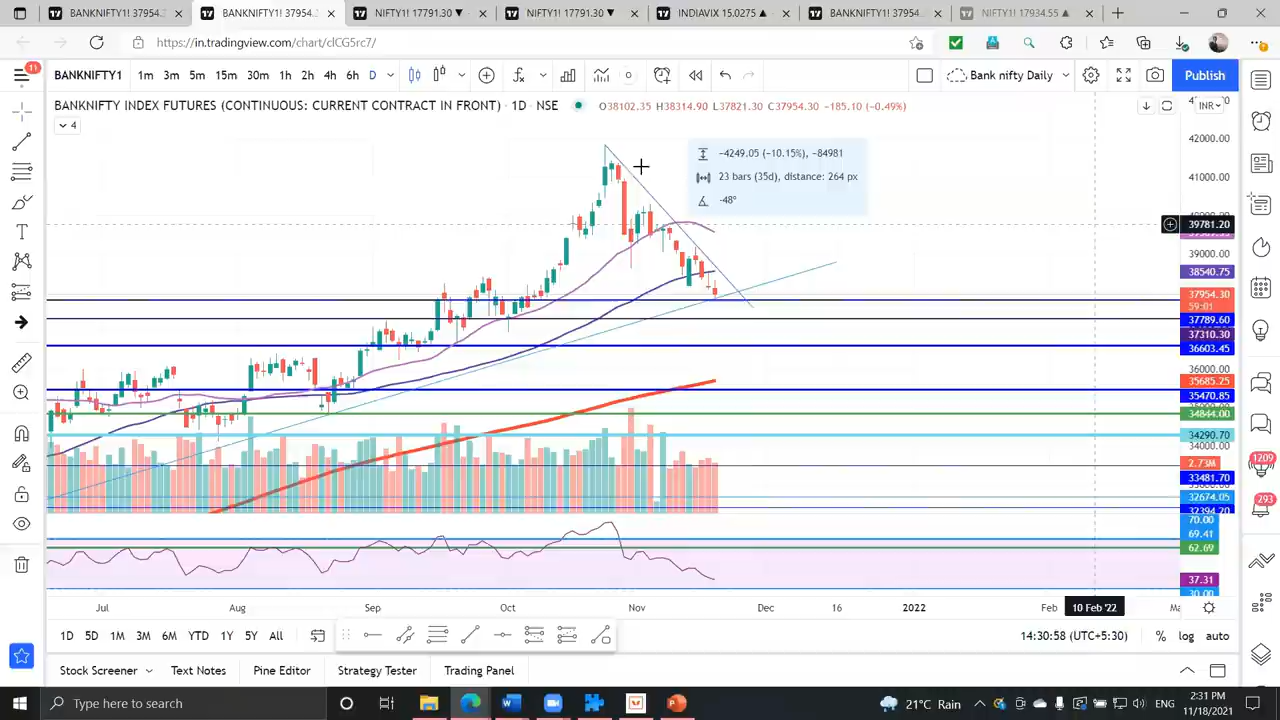 BANKNIFTY1! 37954.
BANKNIFTY1! 37954.3
NIFTY1! 17791.30 ▼
NIFTY1! 17791.30 ▼
INDIAVIX 15.0275 ▲
BANKNIFTY1! 37954.
NIFTY1! 17934.55 ▲
https://in.tradingview.com/chart/clCG5rc7/
11
BANKNIFTY1 1m 3m 5m 15m 30m 1h 2h 4h 6h D Bank nifty Daily Publish
BANKNIFTY INDEX FUTURES (CONTINUOUS: CURRENT CONTRACT IN FRONT) · 1D · NSE O38102.35 H38314.90 L37821.30 C37954.30 −185.10 (−0.49%) INR
4
42000.00
−4249.05 (−10.15%), −84981
41000.00
23 bars (35d), distance: 264 px
−48°
39781.20
39000.00
38540.75
37954.30
59:01
37789.60
37310.30
36603.45
36000.00
35685.25
35470.85
34844.00
34290.70
34000.00
2.73M
33481.70
32674.05
32394.20
70.00
69.41
62.69
37.31
30.00
1209
293
Jul Aug Sep Oct Nov Dec 16 2022 Feb 10 Feb '22
1D 5D 1M 3M 6M YTD 1Y 5Y All 14:30:58 (UTC+5:30) % log auto
Stock Screener Text Notes Pine Editor Strategy Tester Trading Panel
Type here to search 21°C Rain ENG 2:31 PM
11/18/2021